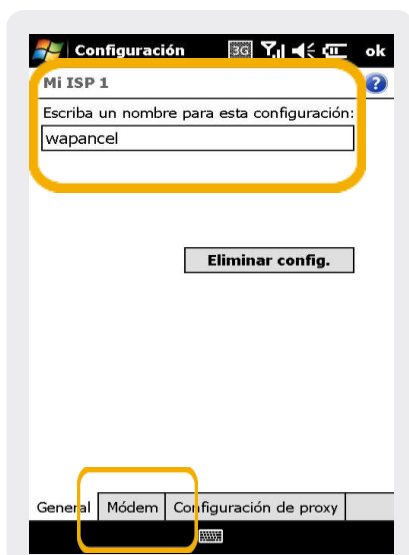 Configuración 3G ok
Mi ISP 1 ?
Escriba un nombre para esta configuración:
wapancel
Eliminar config.
General Módem Configuración de proxy